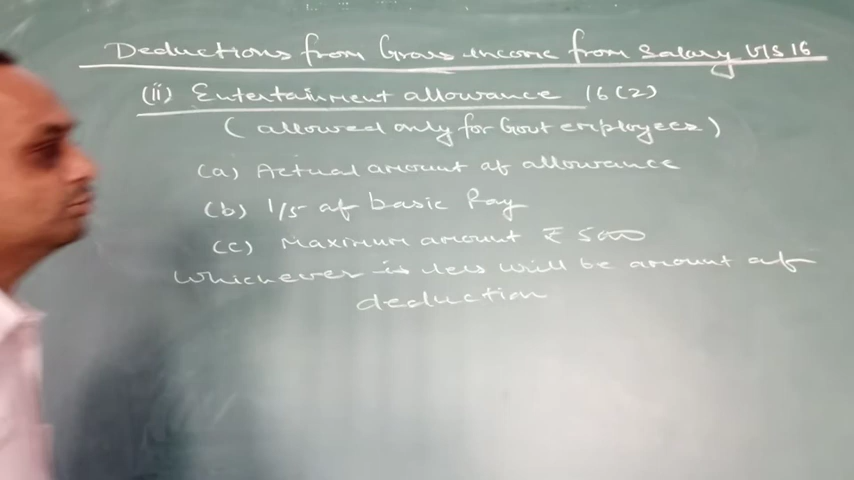 Deductions from Gross income from Salary U/S 16
(ii) Entertainment allowance 16(2)
(allowed only for Govt employees)
(a) Actual amount of allowance
(b) 1/5 of basic Pay
(c) Maximum amount ₹ 5000
Whichever is less will be amount of
deduction